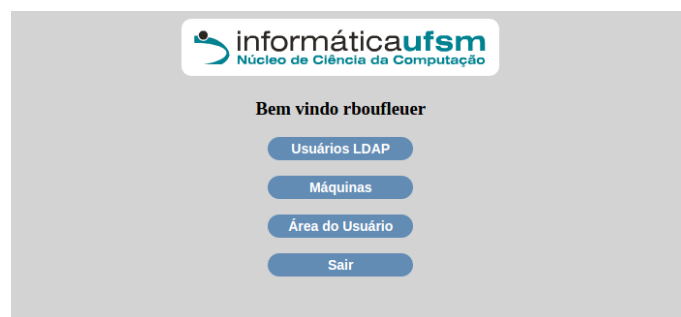 informáticaufsm
Núcleo de Ciência da Computação
Bem vindo rboufleuer
Usuários LDAP
Máquinas
Área do Usuário
Sair